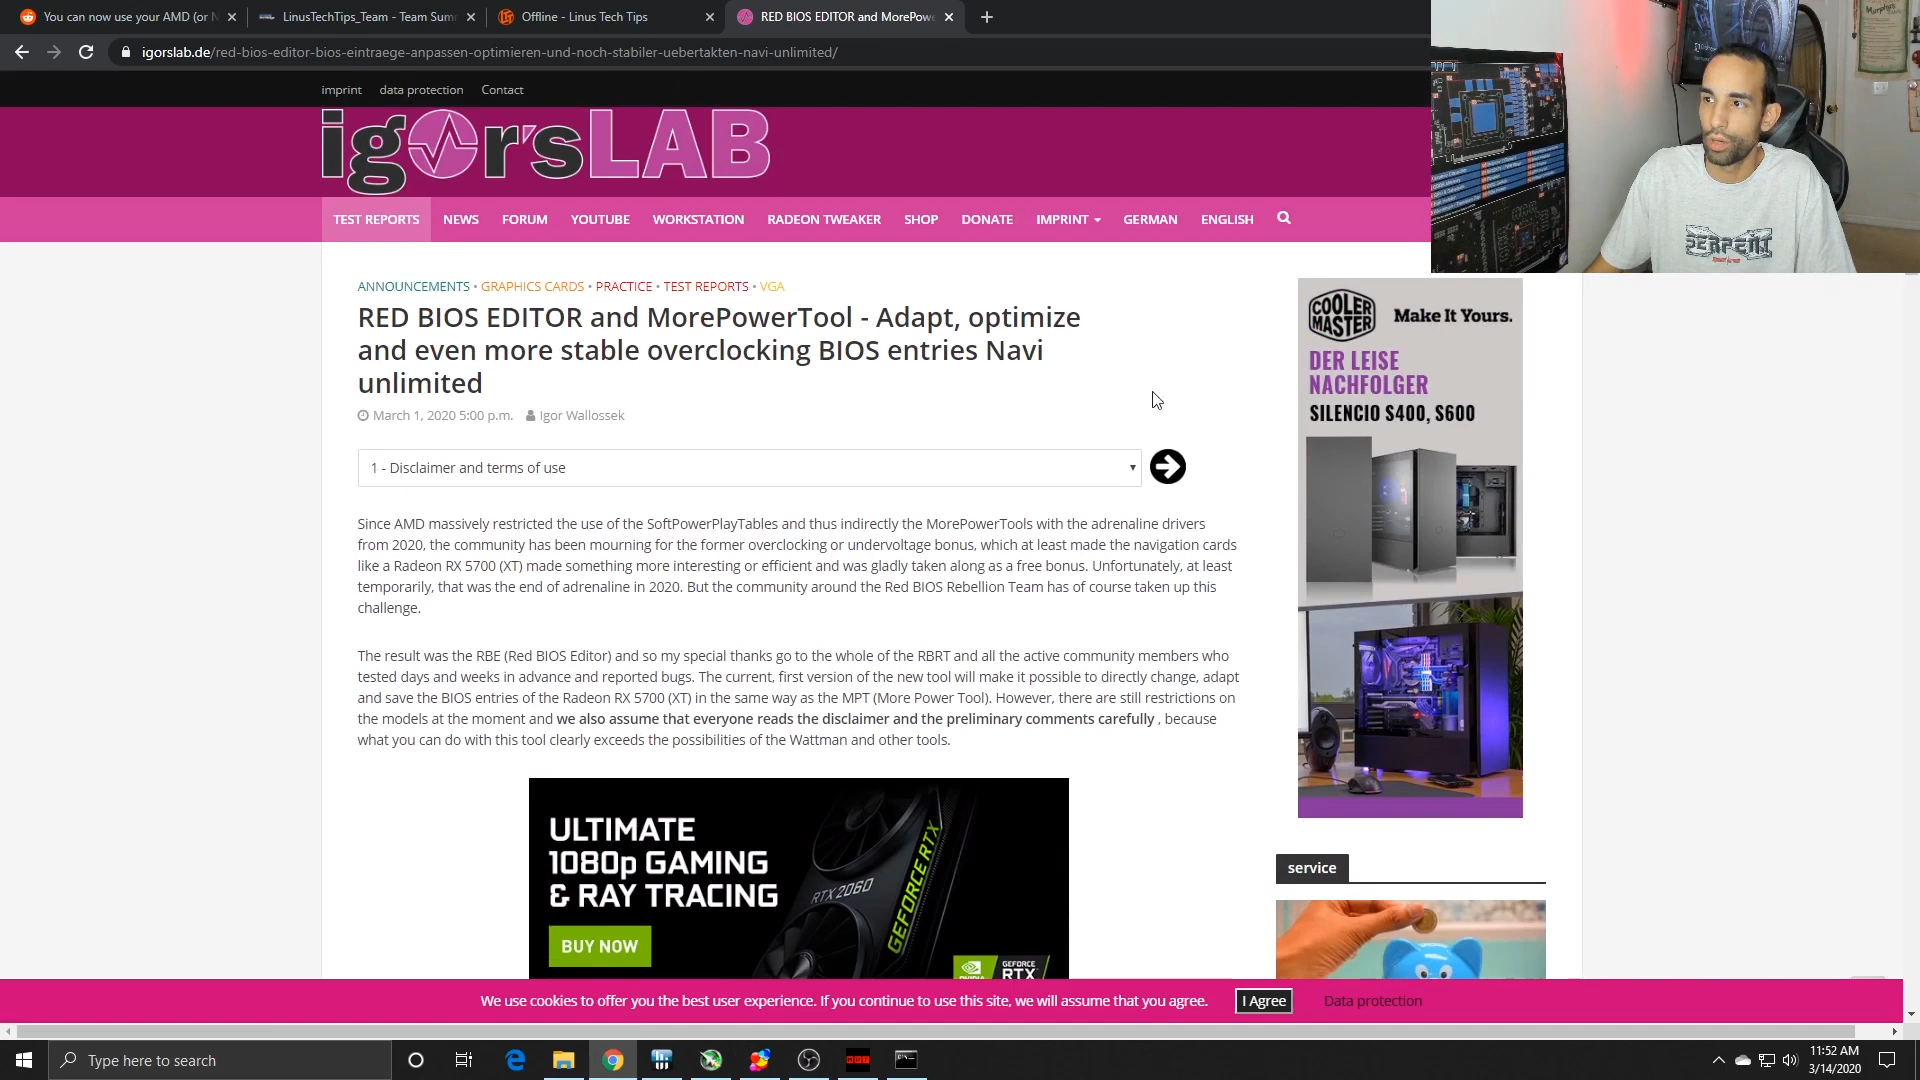 You can now use your AMD (or N
LinusTechTips_Team - Team Sum
Offline - Linus Tech Tips
RED BIOS EDITOR and MorePow
igorslab.de/red-bios-editor-bios-eintraege-anpassen-optimieren-und-noch-stabiler-uebertakten-navi-unlimited/
imprint data protection Contact
igor'sLAB
TEST REPORTS NEWS FORUM YOUTUBE WORKSTATION RADEON TWEAKER SHOP DONATE IMPRINT GERMAN ENGLISH
SERPENT
ANNOUNCEMENTS • GRAPHICS CARDS • PRACTICE • TEST REPORTS • VGA
RED BIOS EDITOR and MorePowerTool - Adapt, optimize
and even more stable overclocking BIOS entries Navi
unlimited
March 1, 2020 5:00 p.m. Igor Wallossek
1 - Disclaimer and terms of use
Since AMD massively restricted the use of the SoftPowerPlayTables and thus indirectly the MorePowerTools with the adrenaline drivers
from 2020, the community has been mourning for the former overclocking or undervoltage bonus, which at least made the navigation cards
like a Radeon RX 5700 (XT) made something more interesting or efficient and was gladly taken along as a free bonus. Unfortunately, at least
temporarily, that was the end of adrenaline in 2020. But the community around the Red BIOS Rebellion Team has of course taken up this
challenge.
The result was the RBE (Red BIOS Editor) and so my special thanks go to the whole of the RBRT and all the active community members who
tested days and weeks in advance and reported bugs. The current, first version of the new tool will make it possible to directly change, adapt
and save the BIOS entries of the Radeon RX 5700 (XT) in the same way as the MPT (More Power Tool). However, there are still restrictions on
the models at the moment and we also assume that everyone reads the disclaimer and the preliminary comments carefully , because
what you can do with this tool clearly exceeds the possibilities of the Wattman and other tools.
COOLER
MASTER
Make It Yours.
DER LEISE
NACHFOLGER
SILENCIO S400, S600
ULTIMATE
1080p GAMING
& RAY TRACING
BUY NOW
RTX 2060
GEFORCE RTX
NVIDIA
GEFORCE
RTX
service
We use cookies to offer you the best user experience. If you continue to use this site, we will assume that you agree. I Agree Data protection
Type here to search
MPT
11:52 AM
3/14/2020